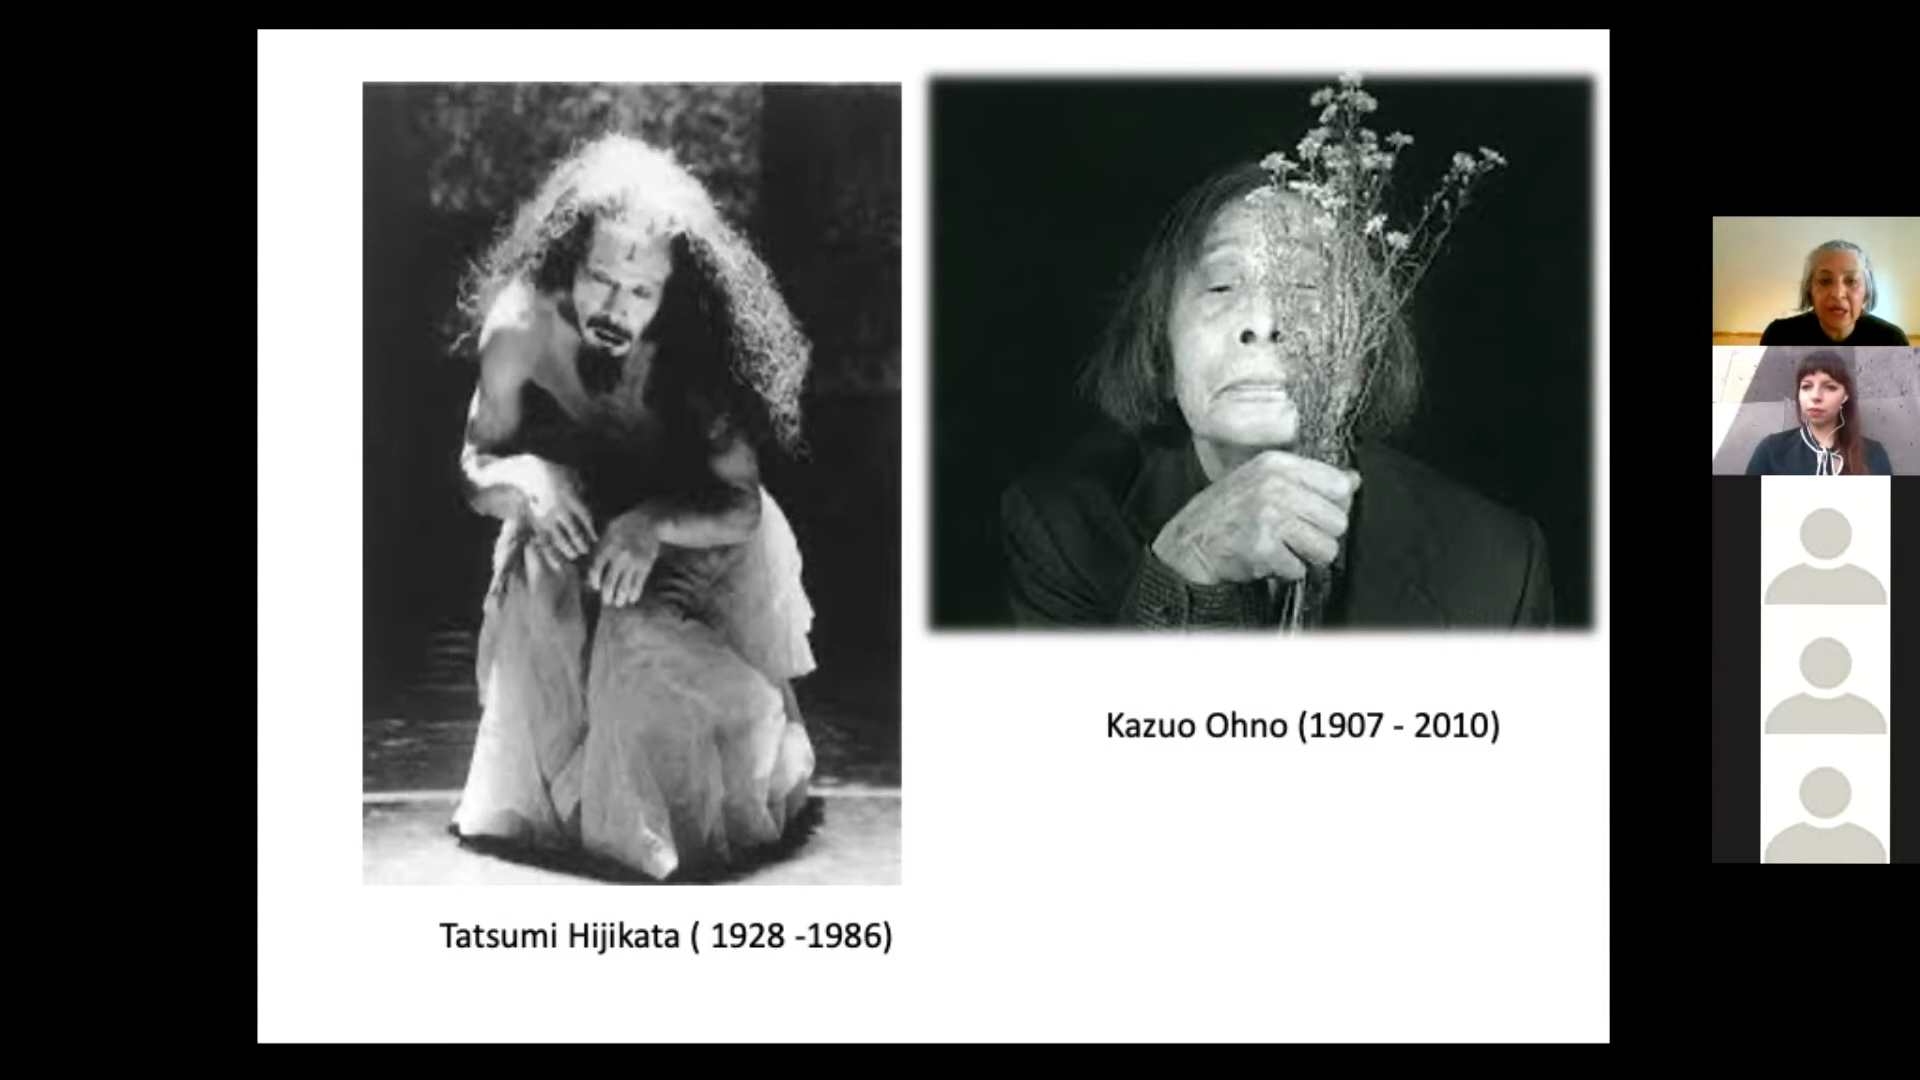 Kazuo Ohno (1907 - 2010)
Tatsumi Hijikata ( 1928 -1986)